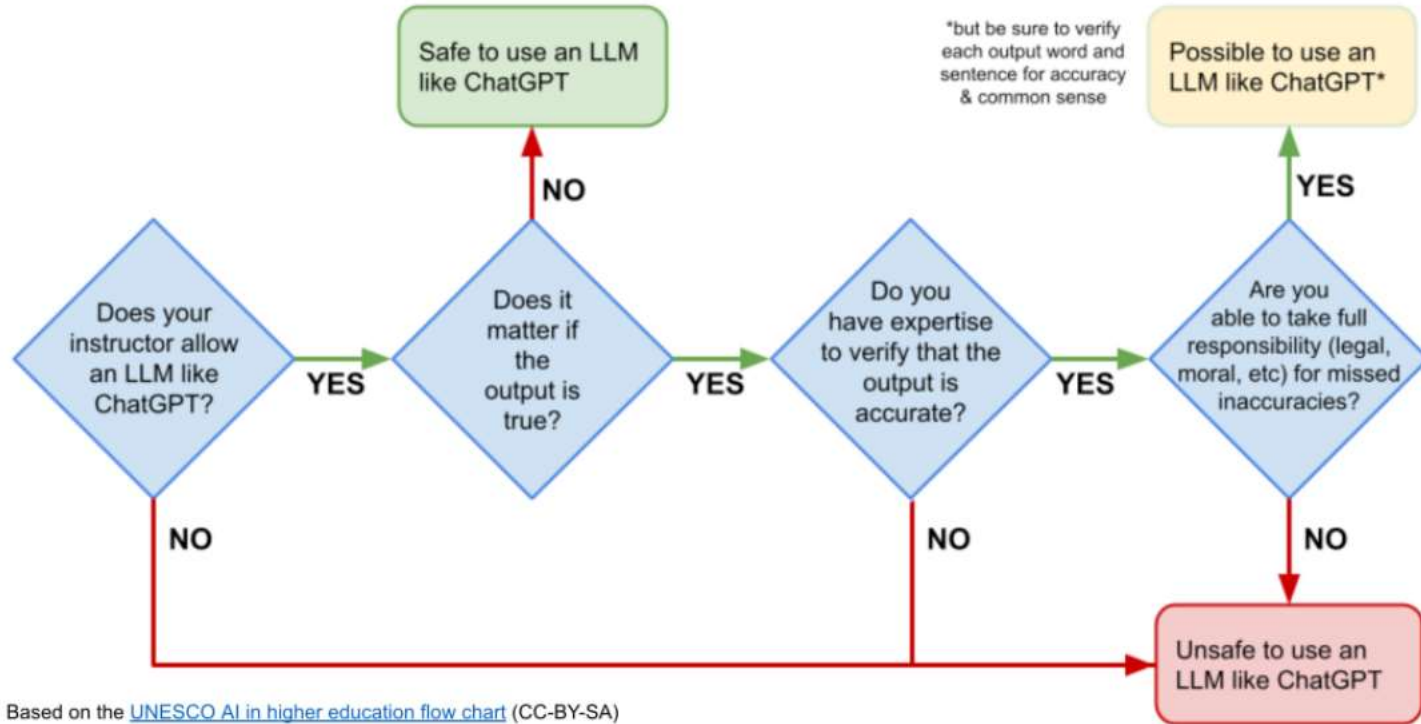 Safe to use an LLM
like ChatGPT
*but be sure to verify
each output word and
sentence for accuracy
& common sense
Possible to use an
LLM like ChatGPT*
NO
YES
Does your
instructor allow
an LLM like
ChatGPT?
YES
Does it
matter if
the
output is
true?
YES
Do you
have expertise
to verify that the
output is
accurate?
YES
Are you
able to take full
responsibility (legal,
moral, etc) for missed
inaccuracies?
NO
NO
NO
Unsafe to use an
LLM like ChatGPT
Based on the UNESCO AI in higher education flow chart (CC-BY-SA)